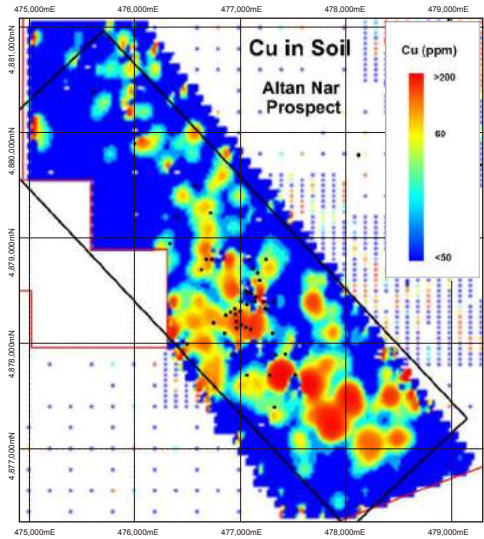 475,000mE 476,000mE 477,000mE 478,000mE 479,000mE
4,881,000mN
4,880,000mN
4,879,000mN
4,878,000mN
4,877,000mN
Cu in Soil
Altan Nar
Prospect
Cu (ppm)
>200
60
<50
475,000mE 476,000mE 477,000mE 478,000mE 479,000mE